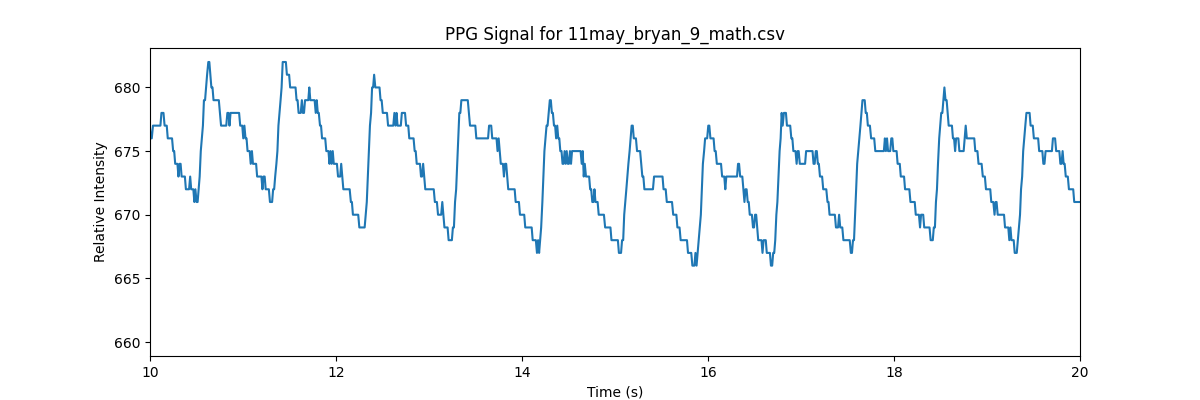 PPG Signal for 11may_bryan_9_math.csv
Relative Intensity
680
675
670
665
660
10 12 14 16 18 20
Time (s)